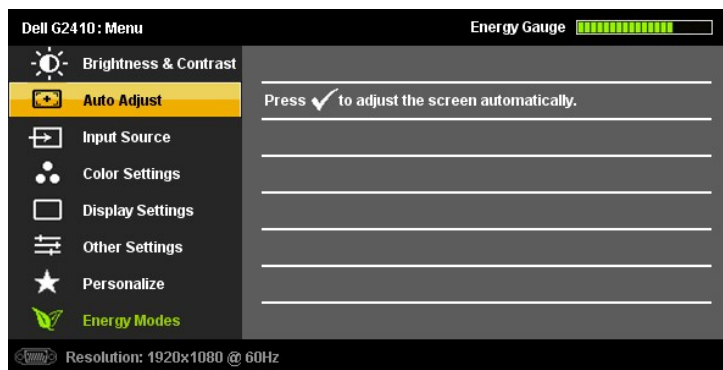 Dell G2410 : Menu
Energy Gauge
Brightness & Contrast
Auto Adjust
Press ✓ to adjust the screen automatically.
Input Source
Color Settings
Display Settings
Other Settings
Personalize
Energy Modes
Resolution: 1920x1080 @ 60Hz